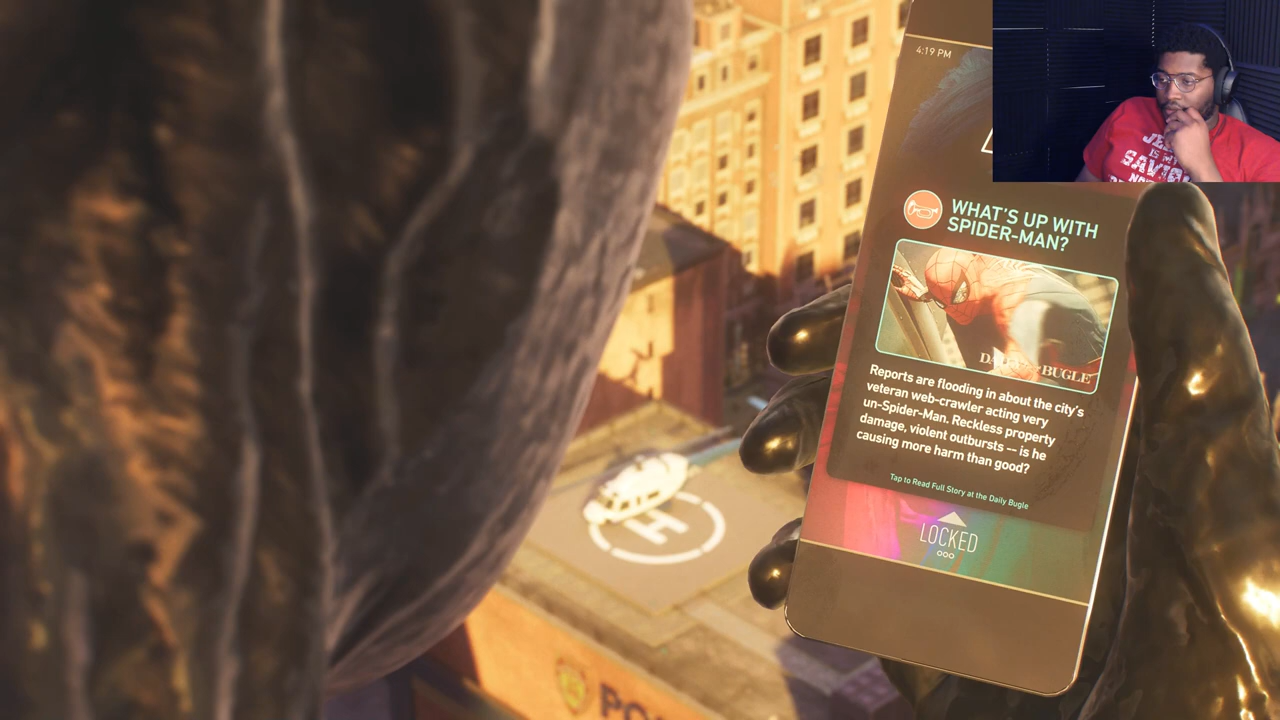 4:19 PM
WHAT'S UP WITH
SPIDER-MAN?
DAILY BUGLE
Reports are flooding in about the city's
veteran web-crawler acting very
un-Spider-Man. Reckless property
damage, violent outbursts -- is he
causing more harm than good?
Tap to Read Full Story at the Daily Bugle
LOCKED
H